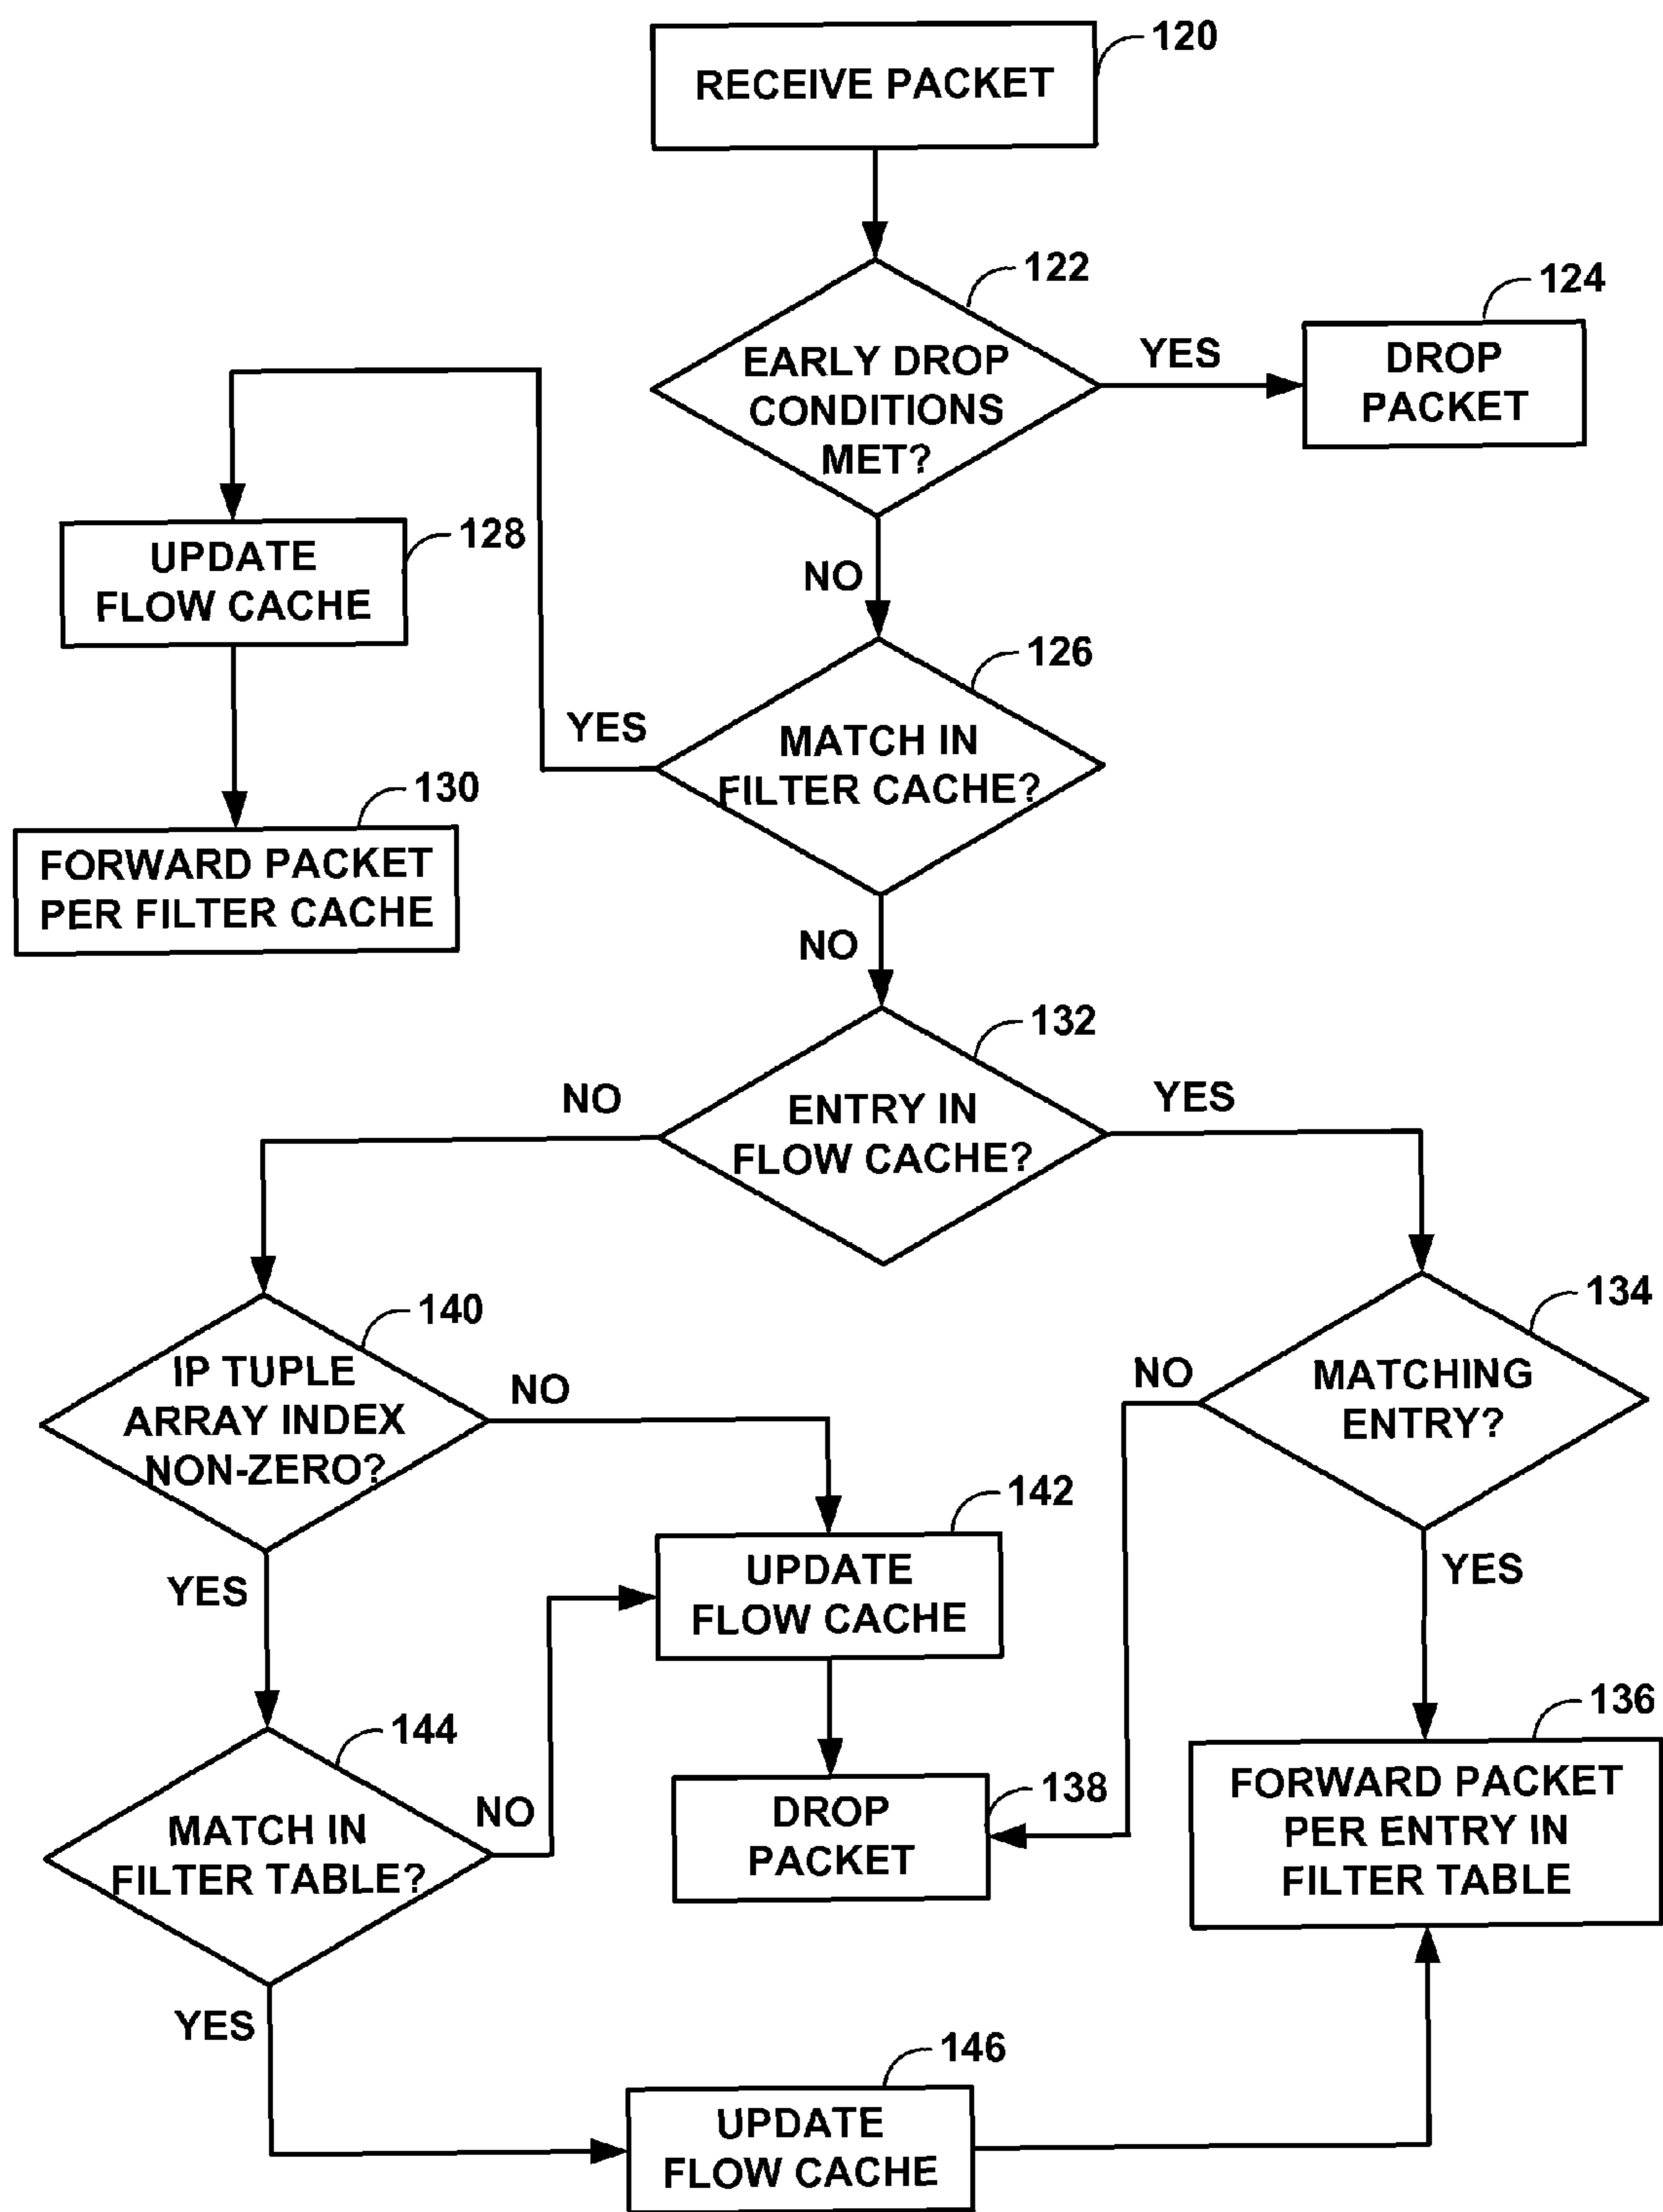 RECEIVE PACKET
120
EARLY DROP
CONDITIONS
MET?
122
YES
DROP
PACKET
124
NO
UPDATE
FLOW CACHE
128
MATCH IN
FILTER CACHE?
126
YES
FORWARD PACKET
PER FILTER CACHE
130
NO
ENTRY IN
FLOW CACHE?
132
NO
YES
IP TUPLE
ARRAY INDEX
NON-ZERO?
140
NO
MATCHING
ENTRY?
134
NO
YES
UPDATE
FLOW CACHE
142
YES
MATCH IN
FILTER TABLE?
144
NO
DROP
PACKET
138
FORWARD PACKET
PER ENTRY IN
FILTER TABLE
136
YES
UPDATE
FLOW CACHE
146